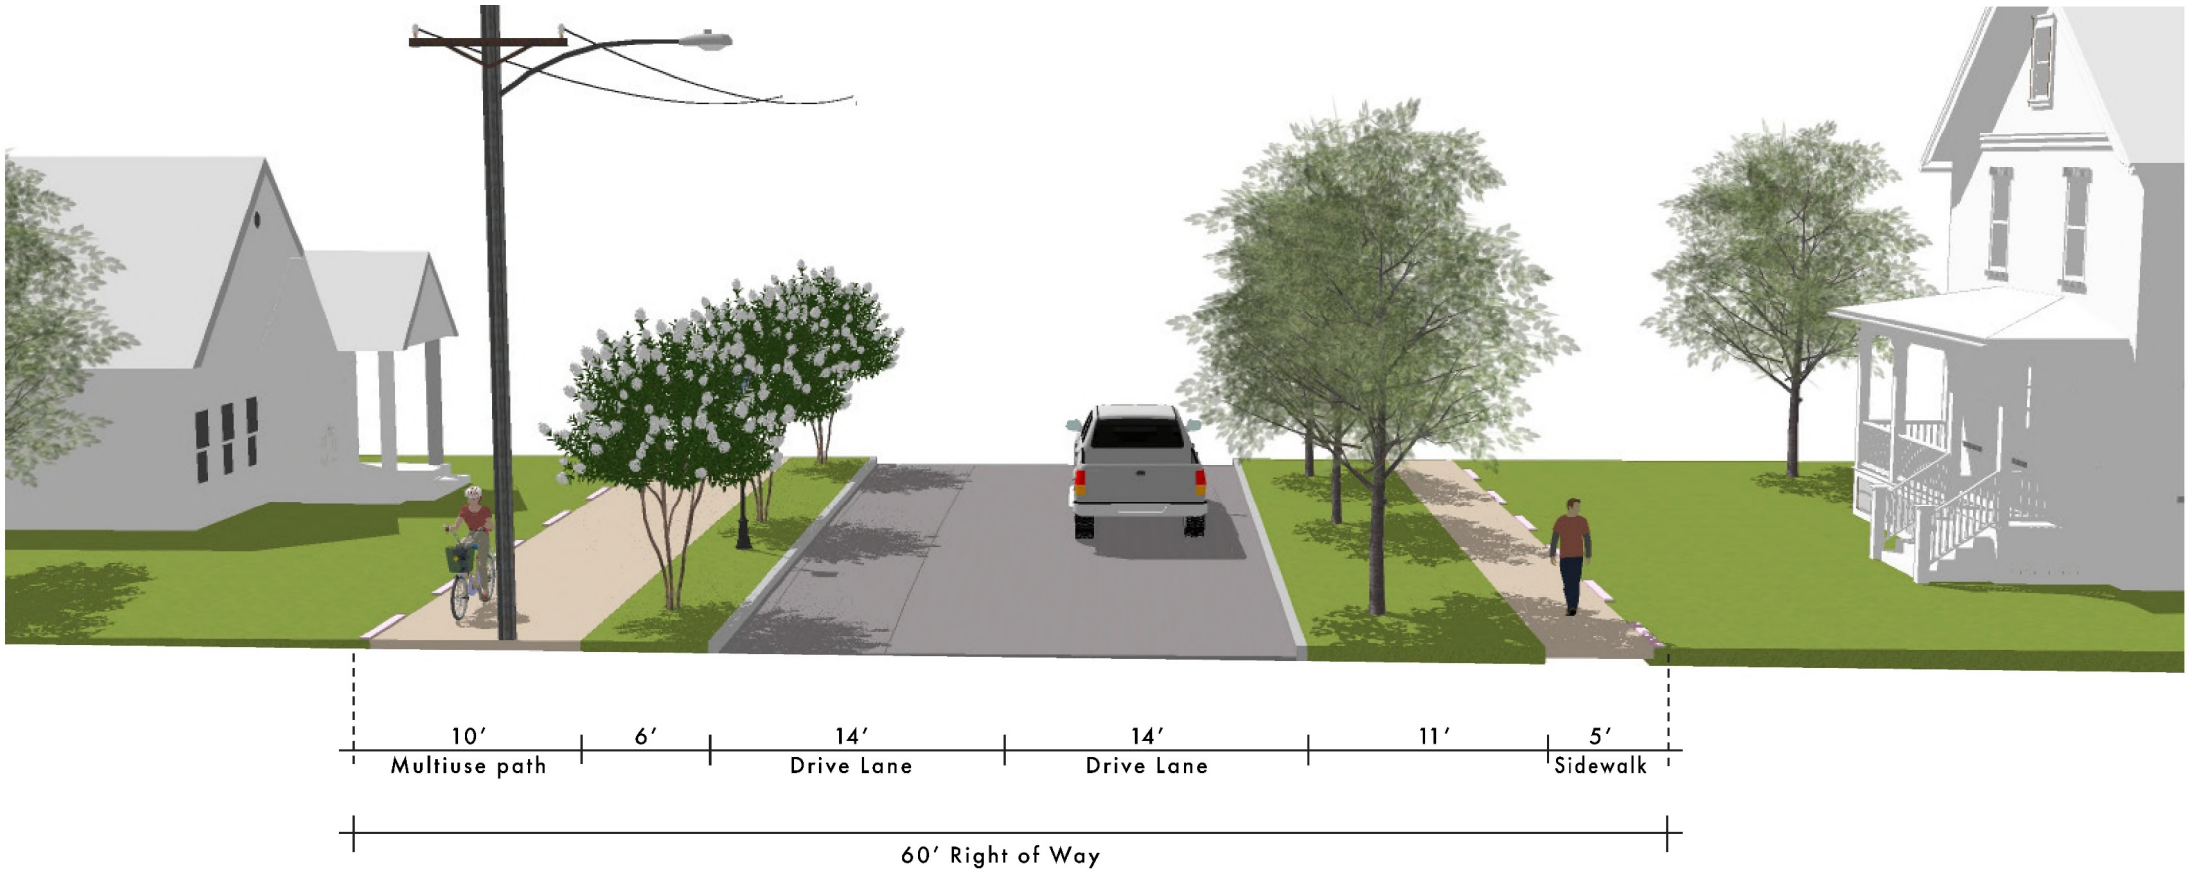 10′ 6′ 14′ 14′ 11′ 5′
Multiuse path Drive Lane Drive Lane Sidewalk
60′ Right of Way